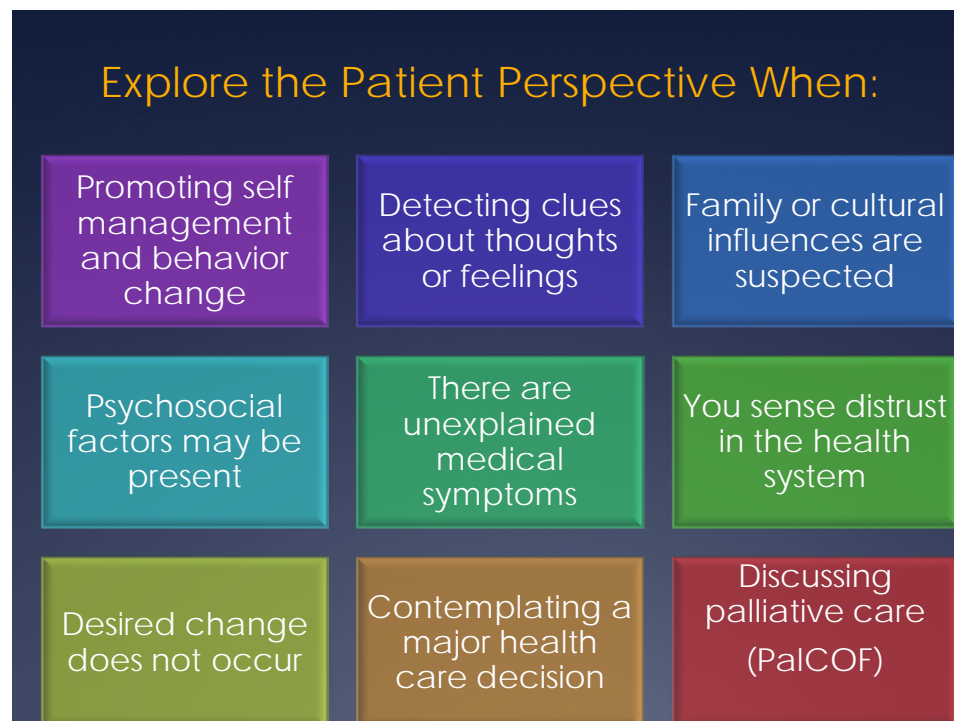 Explore the Patient Perspective When:
Promoting self
management
and behavior
change
Detecting clues
about thoughts
or feelings
Family or cultural
influences are
suspected
Psychosocial
factors may be
present
There are
unexplained
medical
symptoms
You sense distrust
in the health
system
Desired change
does not occur
Contemplating a
major health
care decision
Discussing
palliative care
(PalCOF)